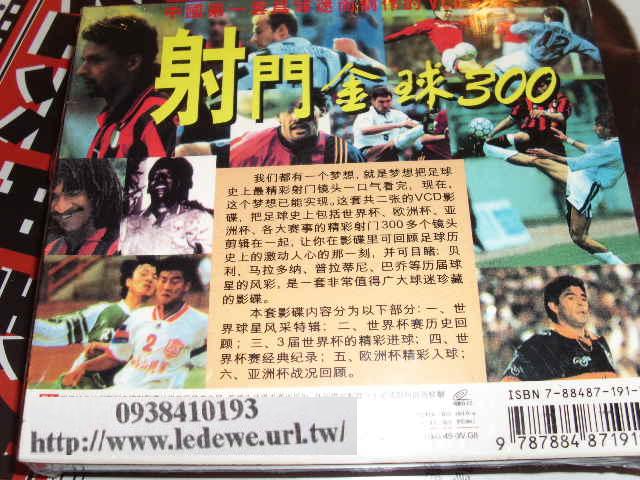 射門金球300
我们都有一个梦想,就是梦想把足球
史上最精彩射门镜头一口气看完,现在,
这个梦想已能实现,这套共二张的VCD影
碟,把足球史上包括世界杯、欧洲杯、亚
洲杯、各大赛事的精彩射门300多个镜头
剪辑在一起,让你在影碟里可回顾足球历史
上的激动人心的那一刻,并可目睹:贝
利、马拉多纳、普拉蒂尼、巴乔等历届球
星的风彩,是一套非常值得广大球迷珍藏
的影碟。
本套影碟内容分为以下部分:一、世
界球星风采特辑;二、世界杯赛历史回
顾;三、3届世界杯的精彩进球;四、世
界杯赛经典纪录;五、欧洲杯精彩入球;
六、亚洲杯战况回顾。
ISBN 7-88487-191-
9 787884 87191
0938410193
http://www.ledewe.url.tw/